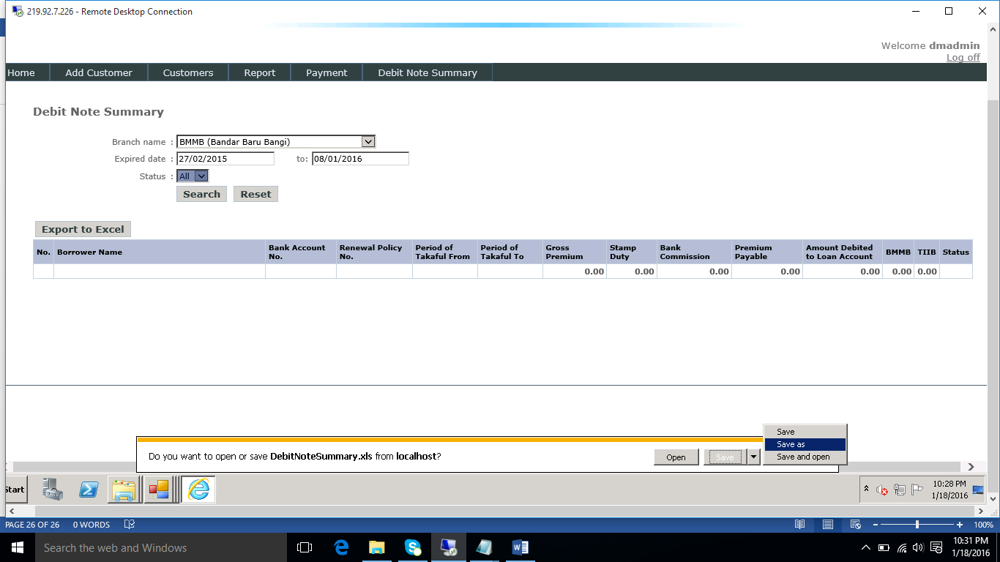 219.92.7.226 - Remote Desktop Connection
Welcome dmadmin
Log off
Home Add Customer Customers Report Payment Debit Note Summary
Debit Note Summary
Branch name : BMMB (Bandar Baru Bangi)
Expired date : 27/02/2015 to: 08/01/2016
Status : All
Search Reset
Export to Excel
No. Borrower Name Bank Account No. Renewal Policy No. Period of Takaful From Period of Takaful To Gross Premium Stamp Duty Bank Commission Premium Payable Amount Debited to Loan Account BMMB TIIB Status
0.00 0.00 0.00 0.00 0.00 0.00 0.00
Save
Save as
Save and open
Do you want to open or save DebitNoteSummary.xls from localhost? Open Save
Start
10:28 PM
1/18/2016
PAGE 26 OF 26 0 WORDS 100%
Search the web and Windows
10:31 PM
1/18/2016